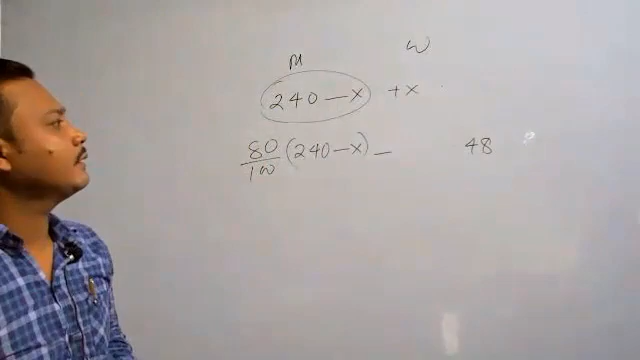 M W
240 — x + x
80/100 (240 — x) — 48